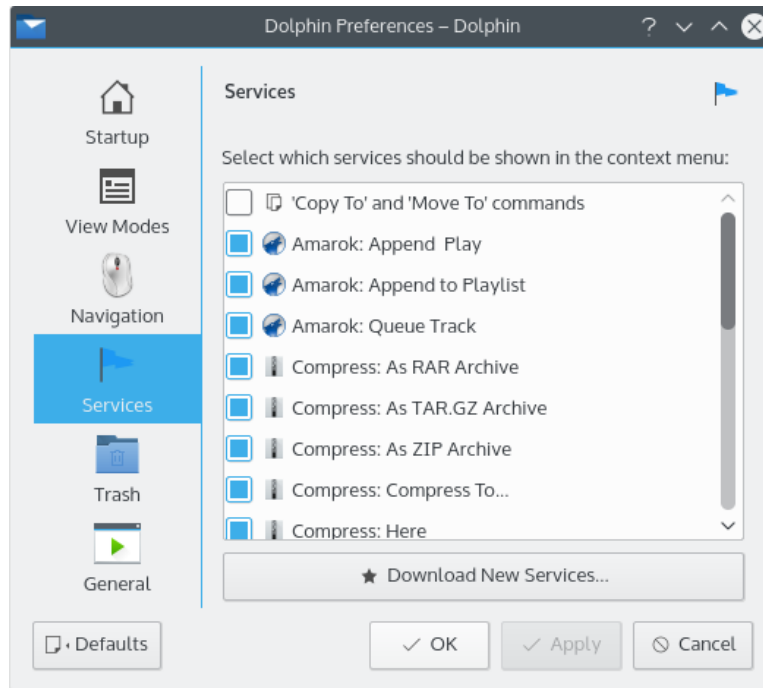 Dolphin Preferences – Dolphin
Startup
View Modes
Navigation
Services
Trash
General
Services
Select which services should be shown in the context menu:
'Copy To' and 'Move To' commands
Amarok: Append  Play
Amarok: Append to Playlist
Amarok: Queue Track
Compress: As RAR Archive
Compress: As TAR.GZ Archive
Compress: As ZIP Archive
Compress: Compress To...
Compress: Here
Download New Services...
Defaults
OK
Apply
Cancel